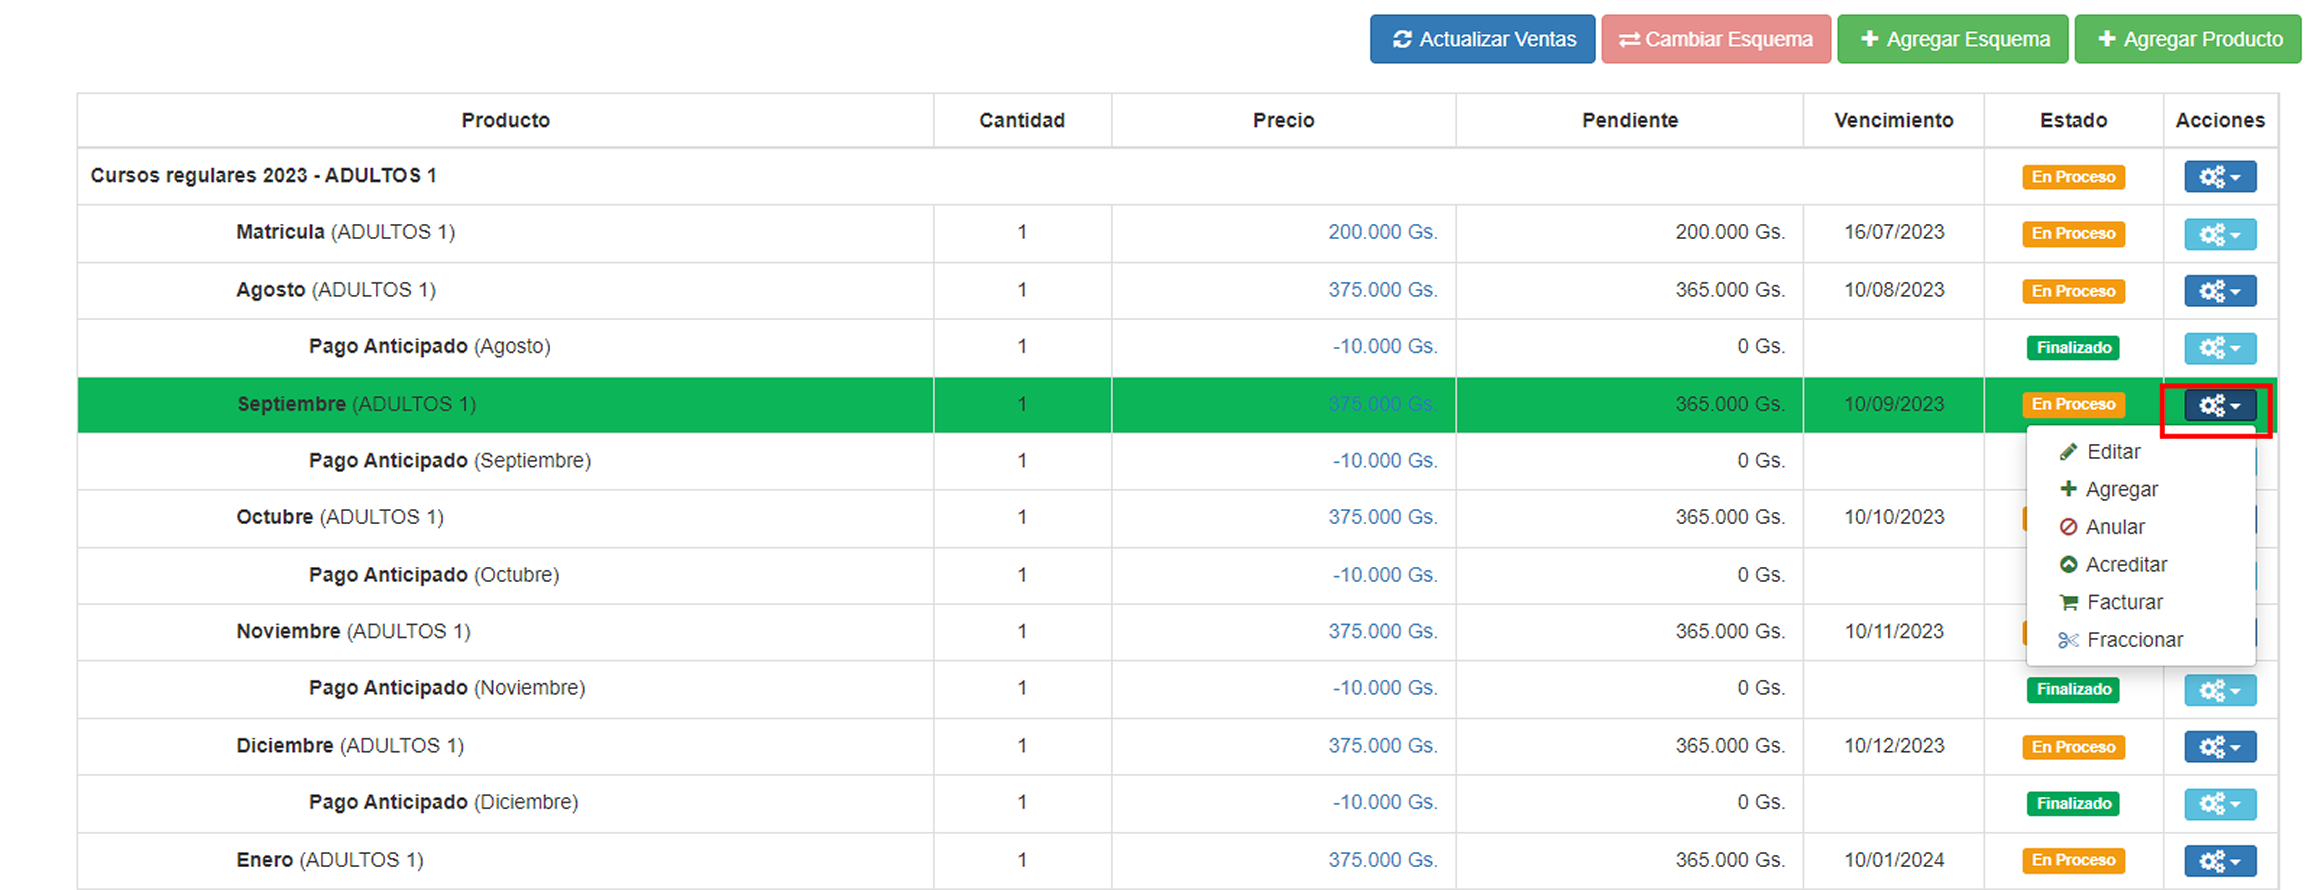 Actualizar Ventas Cambiar Esquema Agregar Esquema Agregar Producto
Producto Cantidad Precio Pendiente Vencimiento Estado Acciones
Cursos regulares 2023 - ADULTOS 1 En Proceso
Matricula (ADULTOS 1) 1 200.000 Gs. 200.000 Gs. 16/07/2023 En Proceso
Agosto (ADULTOS 1) 1 375.000 Gs. 365.000 Gs. 10/08/2023 En Proceso
Pago Anticipado (Agosto) 1 -10.000 Gs. 0 Gs. Finalizado
Septiembre (ADULTOS 1) 1 375.000 Gs. 365.000 Gs. 10/09/2023 En Proceso
Editar
Pago Anticipado (Septiembre) 1 -10.000 Gs. 0 Gs.
Agregar
Octubre (ADULTOS 1) 1 375.000 Gs. 365.000 Gs. 10/10/2023
Anular
Acreditar
Pago Anticipado (Octubre) 1 -10.000 Gs. 0 Gs.
Facturar
Noviembre (ADULTOS 1) 1 375.000 Gs. 365.000 Gs. 10/11/2023
Fraccionar
Pago Anticipado (Noviembre) 1 -10.000 Gs. 0 Gs. Finalizado
Diciembre (ADULTOS 1) 1 375.000 Gs. 365.000 Gs. 10/12/2023 En Proceso
Pago Anticipado (Diciembre) 1 -10.000 Gs. 0 Gs. Finalizado
Enero (ADULTOS 1) 1 375.000 Gs. 365.000 Gs. 10/01/2024 En Proceso